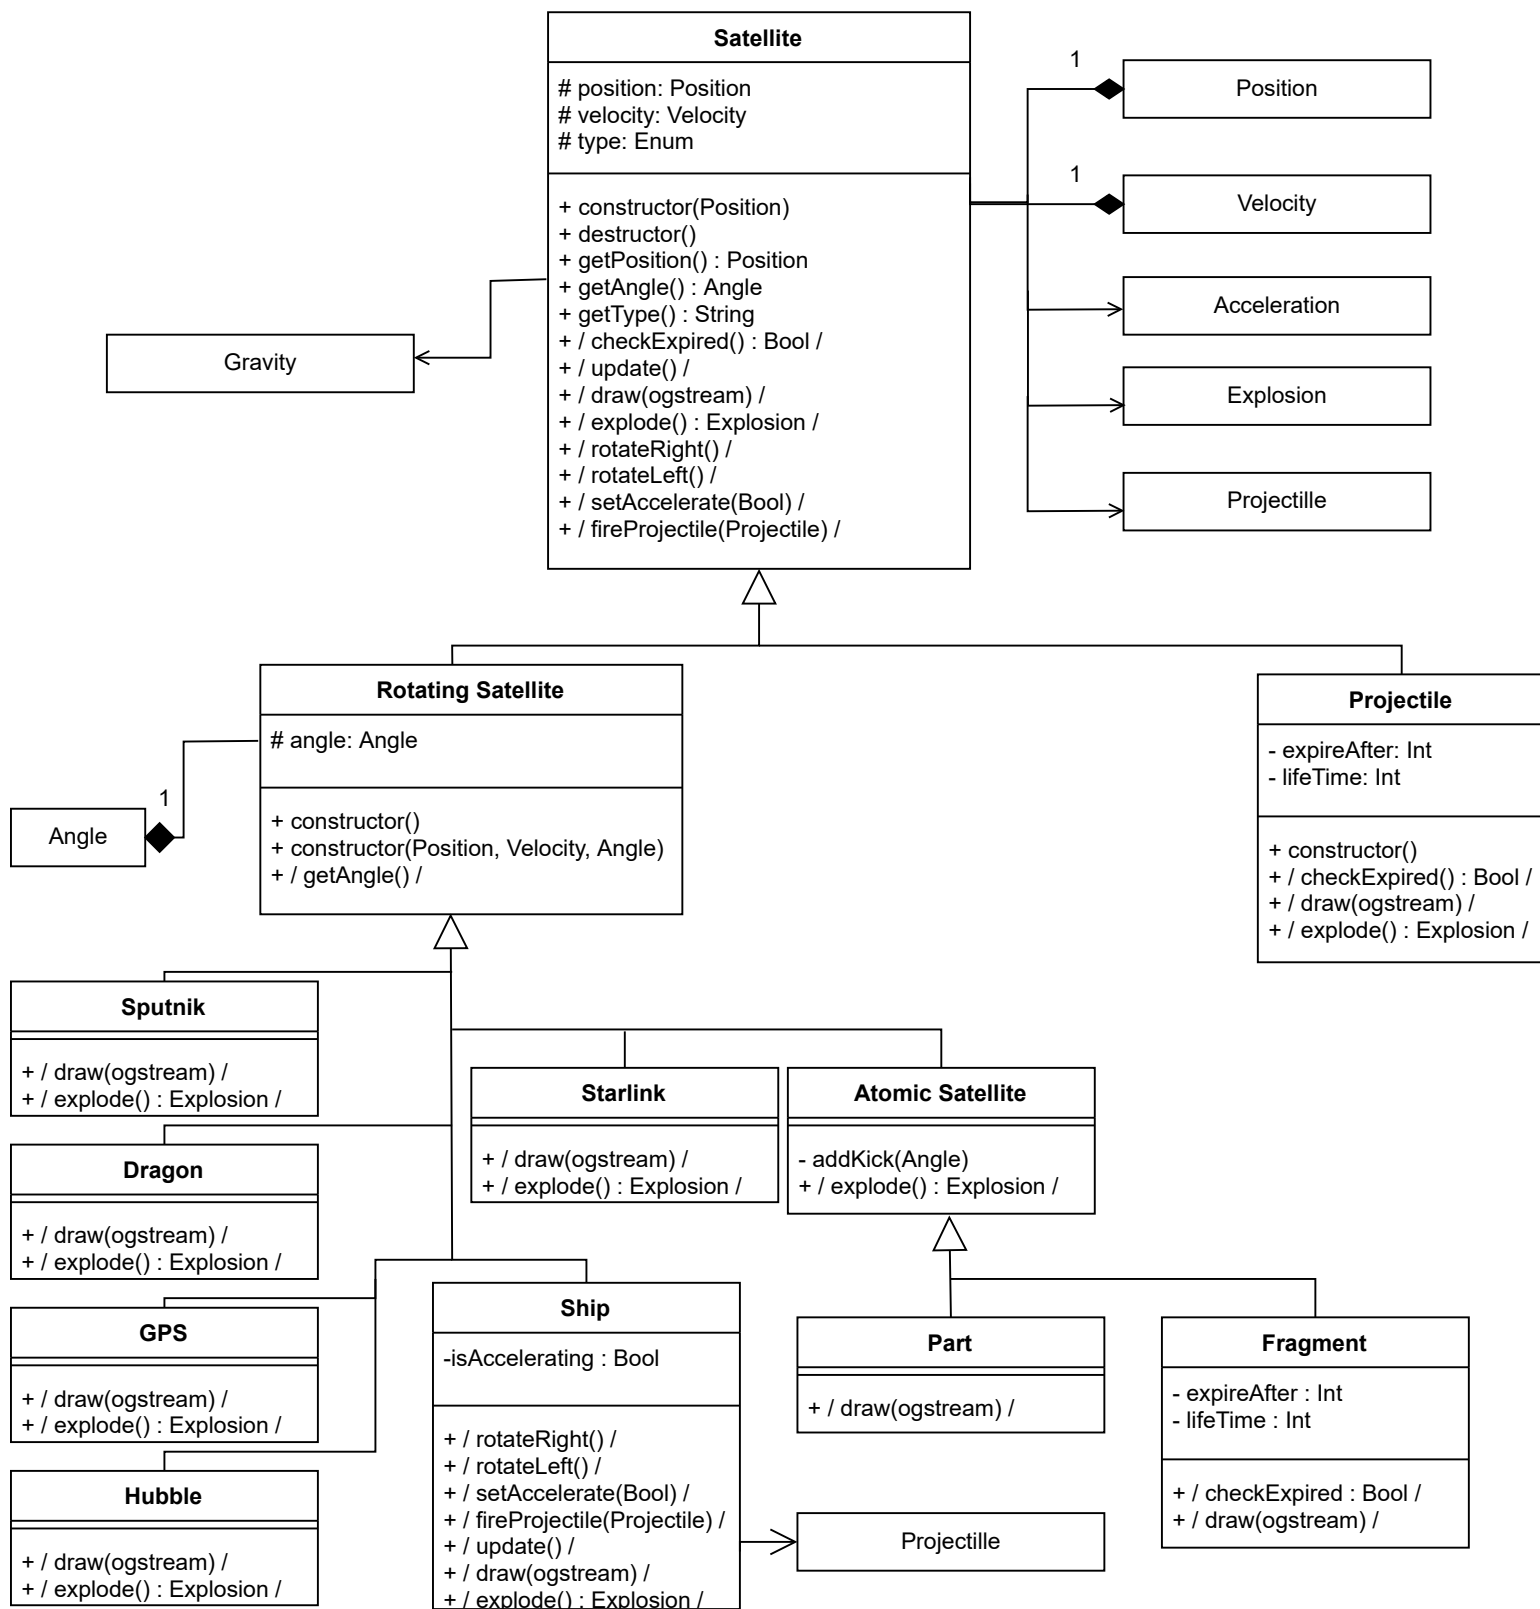 Satellite
# position: Position
# velocity: Velocity
# type: Enum
+ constructor(Position)
+ destructor()
+ getPosition() : Position
+ getAngle() : Angle
+ getType() : String
+ / checkExpired() : Bool /
+ / update() /
+ / draw(ogstream) /
+ / explode() : Explosion /
+ / rotateRight() /
+ / rotateLeft() /
+ / setAccelerate(Bool) /
+ / fireProjectile(Projectile) /
1
Position
1
Velocity
Acceleration
Explosion
Projectille
Gravity
Rotating Satellite
# angle: Angle
+ constructor()
+ constructor(Position, Velocity, Angle)
+ / getAngle() /
1
Angle
Projectile
- expireAfter: Int
- lifeTime: Int
+ constructor()
+ / checkExpired() : Bool /
+ / draw(ogstream) /
+ / explode() : Explosion /
Sputnik
+ / draw(ogstream) /
+ / explode() : Explosion /
Starlink
+ / draw(ogstream) /
+ / explode() : Explosion /
Atomic Satellite
- addKick(Angle)
+ / explode() : Explosion /
Dragon
+ / draw(ogstream) /
+ / explode() : Explosion /
GPS
+ / draw(ogstream) /
+ / explode() : Explosion /
Hubble
+ / draw(ogstream) /
+ / explode() : Explosion /
Ship
-isAccelerating : Bool
+ / rotateRight() /
+ / rotateLeft() /
+ / setAccelerate(Bool) /
+ / fireProjectile(Projectile) /
+ / update() /
+ / draw(ogstream) /
+ / explode() : Explosion /
Projectille
Part
+ / draw(ogstream) /
Fragment
- expireAfter : Int
- lifeTime : Int
+ / checkExpired : Bool /
+ / draw(ogstream) /